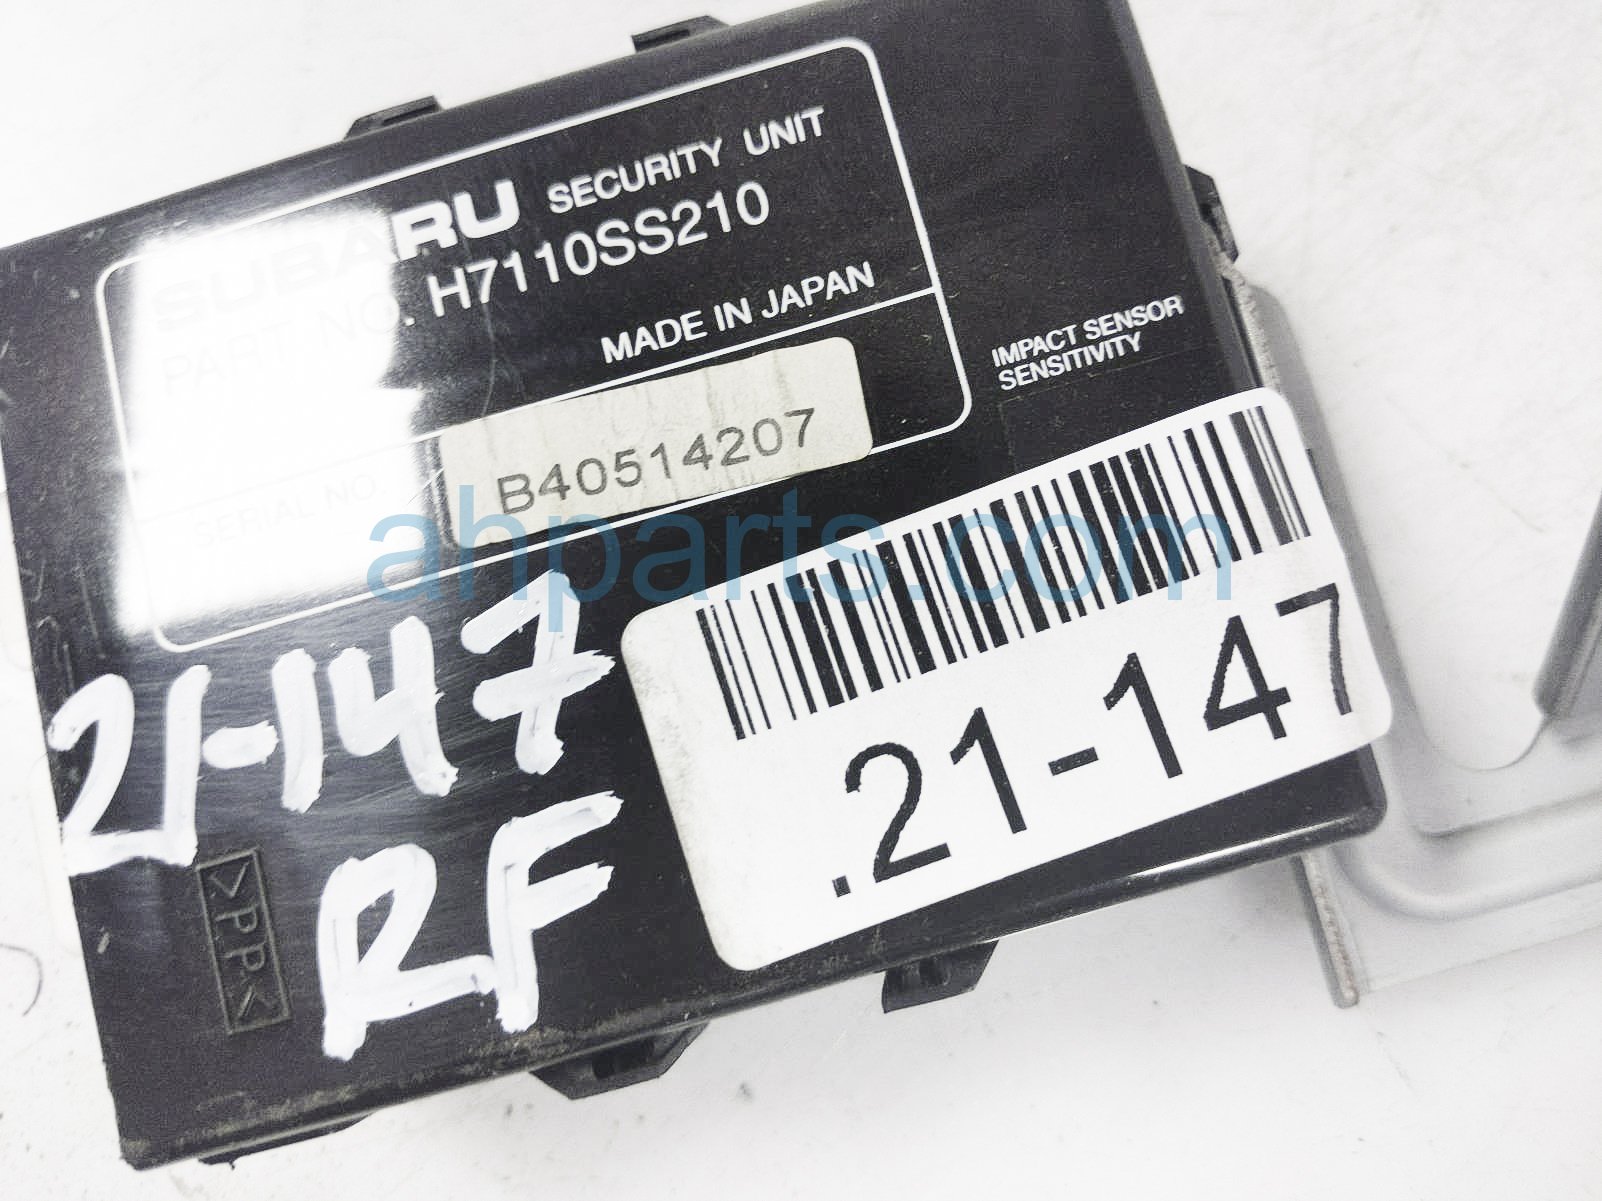 SUBARU SECURITY UNIT
PART NO. H7110SS210
MADE IN JAPAN
SERIAL NO.
B40514207
IMPACT SENSOR
SENSITIVITY
ahparts.com
.21-147
21-147
RF
>PP<